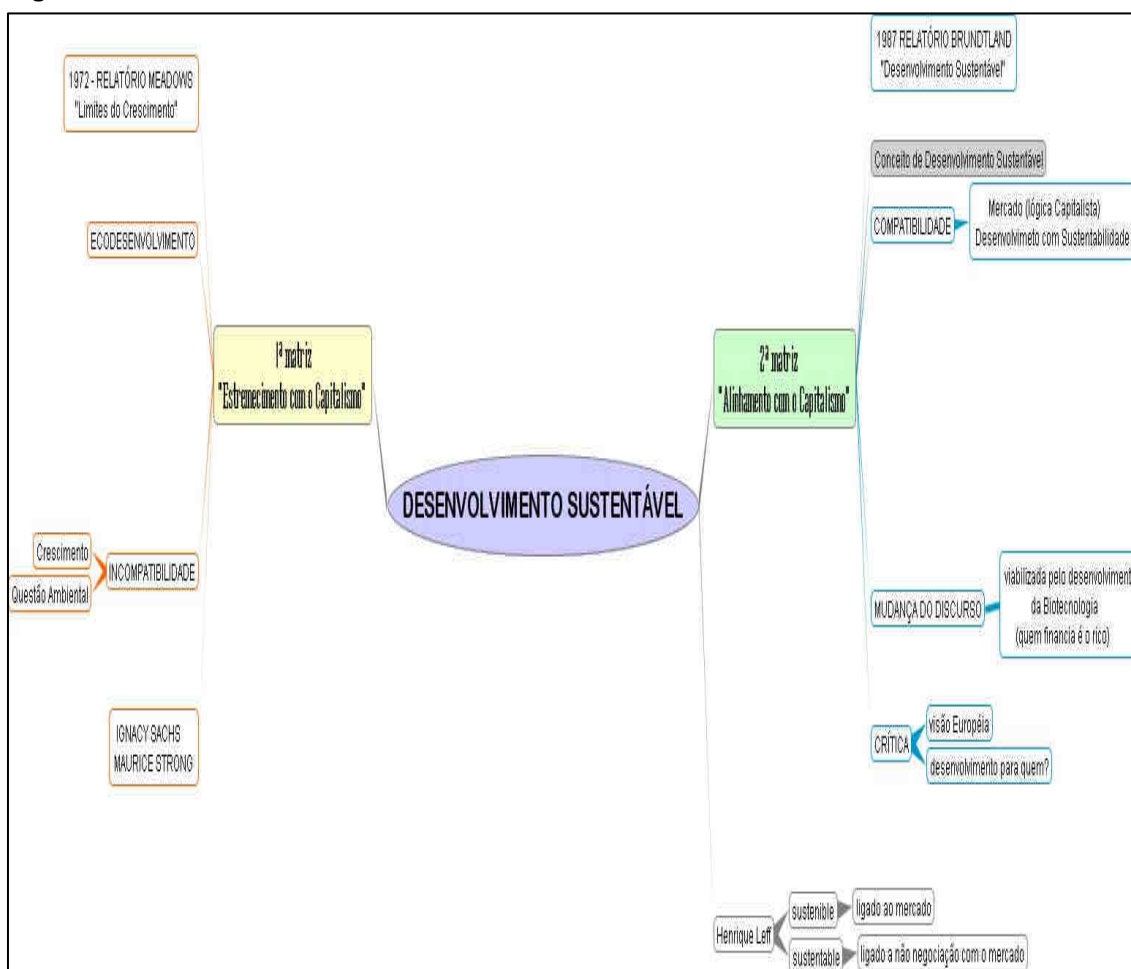 1972 - RELATÓRIO MEADOWS
"Limites do Crescimento"
ECODESENVOLVIMENTO
1ª matriz
"Estremecimento com o Capitalismo"
Crescimento
Questão Ambiental
INCOMPATIBILIDADE
IGNACY SACHS
MAURICE STRONG
DESENVOLVIMENTO SUSTENTÁVEL
1987 RELATÓRIO BRUNDTLAND
"Desenvolvimento Sustentável"
Conceito de Desenvolvimento Sustentável
COMPATIBILIDADE
Mercado (lógica Capitalista)
Desenvolvimeto com Sustentabilidade
2ª matriz
"Alinhamento com o Capitalismo"
MUDANÇA DO DISCURSO
viabilizada pelo desenvolviment
da Biotecnologia
(quem financia é o rico)
CRÍTICA
visão Européia
desenvolvimento para quem?
Henrique Leff
sustenible
ligado ao mercado
sustentable
ligado a não negociação com o mercado